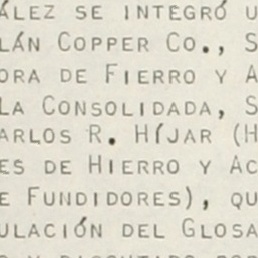 ÁLEZ SE INTEGRÓ U
LÁN COPPER CO., S
ORA DE FIERRO Y A
LA CONSOLIDADA, S
ARLOS R. HÍJAR (H
ES DE HIERRO Y AC
E FUNDIDORES), QU
ULACIÓN DEL GLOSA